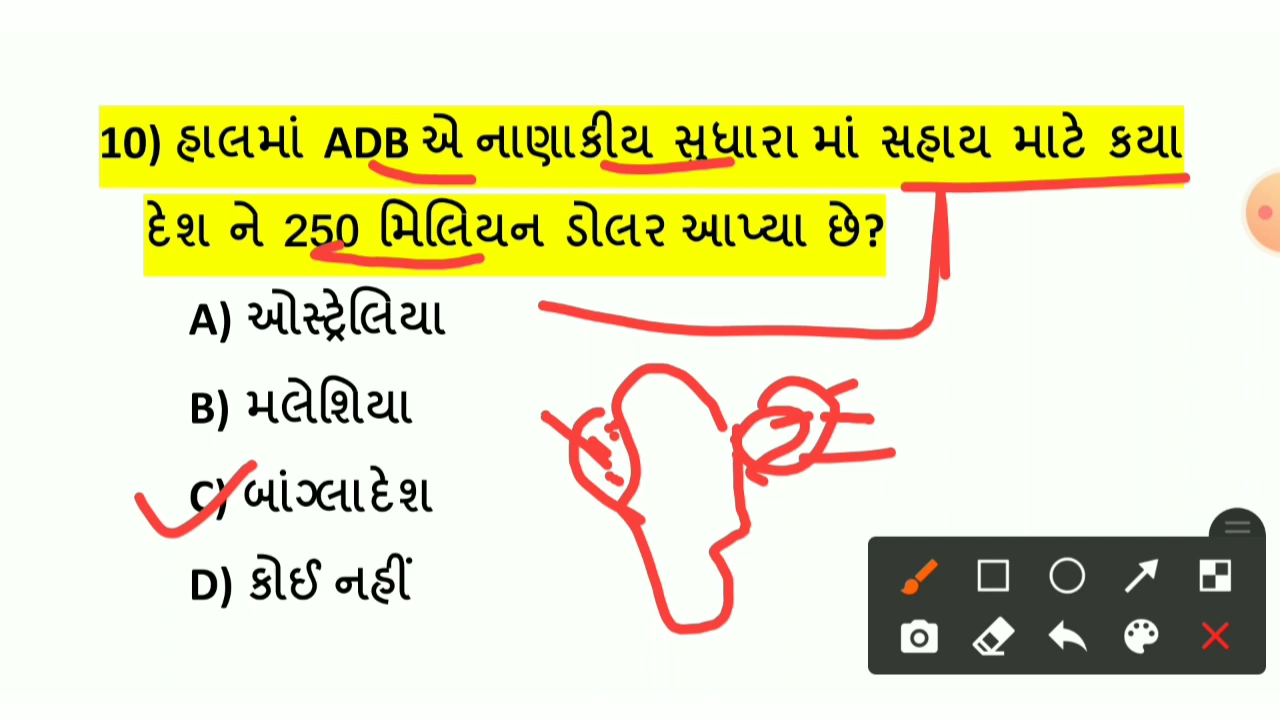 10) હાલમાં ADB એ નાણાકીય સુધારા માં સહાય માટે કયા
દેશ ને 250 મિલિયન ડોલર આપ્યા છે?
A) ઓસ્ટ્રેલિયા
B) મલેશિયા
C) બાંગ્લાદેશ
D) કોઈ નહીં